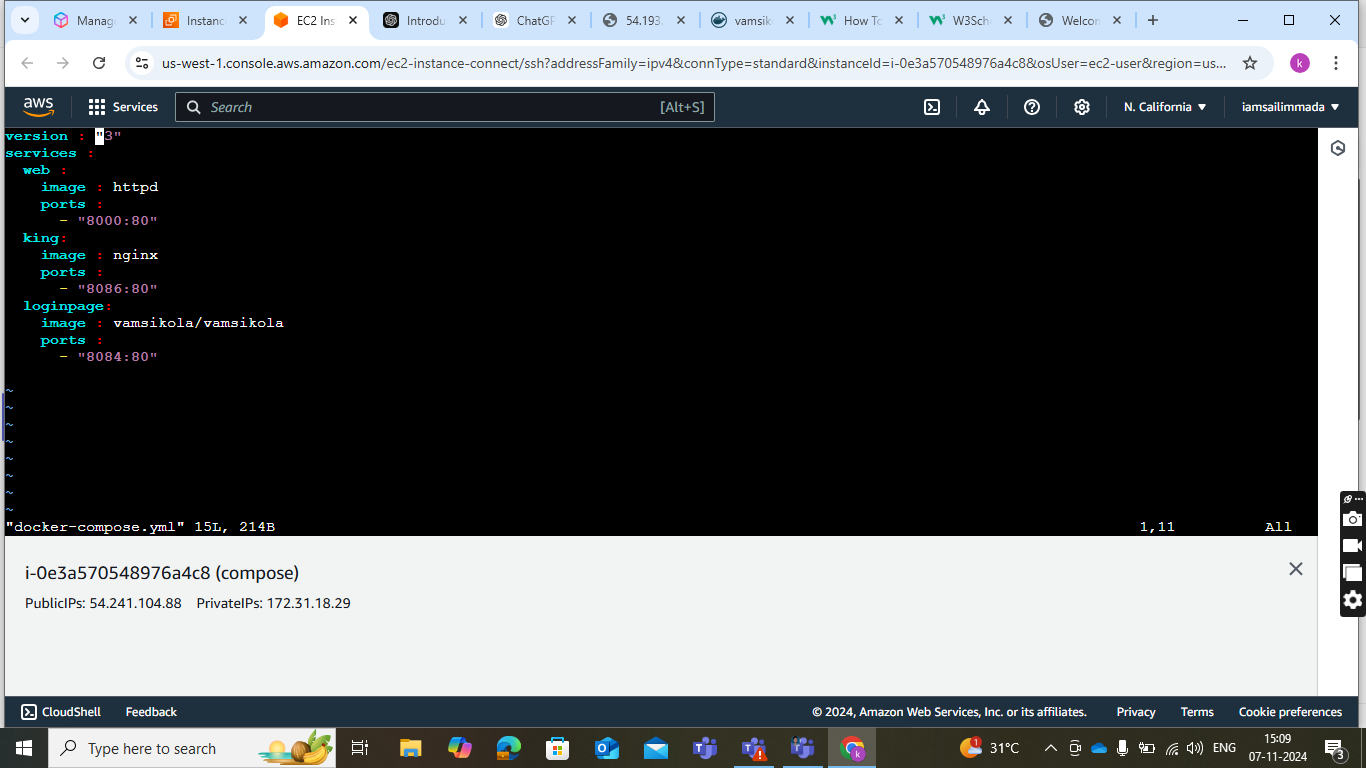 Manag
Instanc
EC2 Ins
Introdu
ChatGP
54.193.
vamsik
How To
W3Sch
Welcon
us-west-1.console.aws.amazon.com/ec2-instance-connect/ssh?addressFamily=ipv4&connType=standard&instanceId=i-0e3a570548976a4c8&osUser=ec2-user&region=us...
k
aws
Services
Search
[Alt+S]
N. California
iamsailimmada
version : "3"
services :
  web :
    image : httpd
    ports :
      - "8000:80"
  king:
    image : nginx
    ports :
      - "8086:80"
  loginpage:
    image : vamsikola/vamsikola
    ports :
      - "8084:80"
~
~
~
~
~
~
~
~
"docker-compose.yml" 15L, 214B 1,11 All
i-0e3a570548976a4c8 (compose)
PublicIPs: 54.241.104.88 PrivateIPs: 172.31.18.29
CloudShell
Feedback
© 2024, Amazon Web Services, Inc. or its affiliates.
Privacy
Terms
Cookie preferences
Type here to search
k
31°C
ENG
15:09
07-11-2024
3